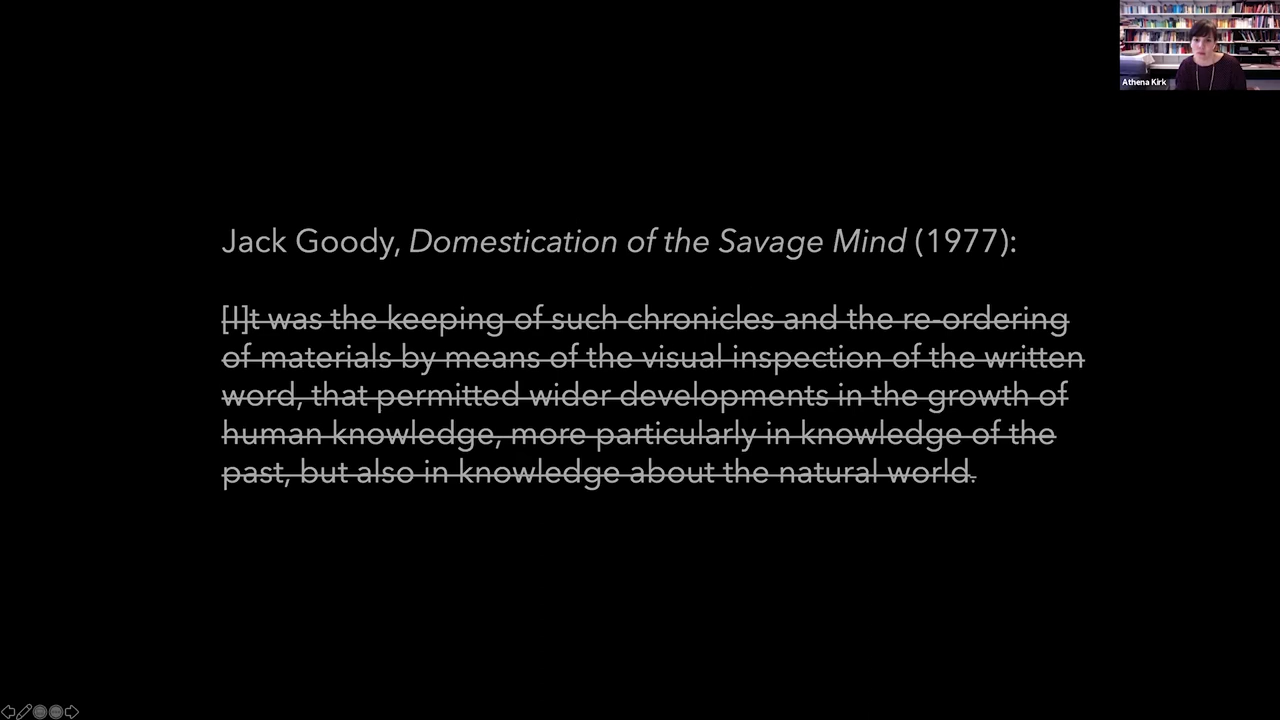 Athena Kirk
Jack Goody, Domestication of the Savage Mind (1977):
[I]t was the keeping of such chronicles and the re-ordering
of materials by means of the visual inspection of the written
word, that permitted wider developments in the growth of
human knowledge, more particularly in knowledge of the
past, but also in knowledge about the natural world.